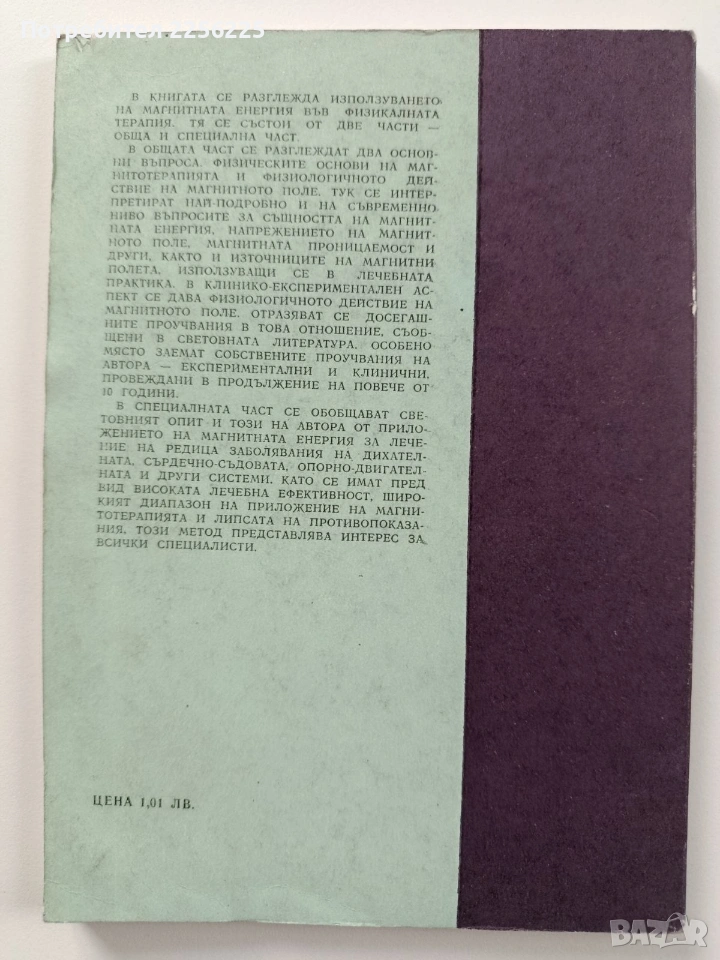 Потребител 2250223
В КНИГАТА СЕ РАЗГЛЕЖДА ИЗПОЛЗУВАНЕТО
НА МАГНИТНАТА ЕНЕРГИЯ ВЪВ ФИЗИКАЛНАТА
ТЕРАПИЯ. ТЯ СЕ СЪСТОИ ОТ ДВЕ ЧАСТИ —
ОБЩА И СПЕЦИАЛНА ЧАСТ.
В ОБЩАТА ЧАСТ СЕ РАЗГЛЕЖДАТ ДВА ОСНОВ-
НИ ВЪПРОСА. ФИЗИЧЕСКИТЕ ОСНОВИ НА МАГ-
НИТОТЕРАПИЯТА И ФИЗИОЛОГИЧНОТО ДЕЙ-
СТВИЕ НА МАГНИТНОТО ПОЛЕ. ТУК СЕ ИНТЕР-
ПРЕТИРАТ НАЙ-ПОДРОБНО И НА СЪВРЕМЕННО
НИВО ВЪПРОСИТЕ ЗА СЪЩНОСТТА НА МАГНИТ-
НАТА ЕНЕРГИЯ, НАПРЕЖЕНИЕТО НА МАГНИТ-
НОТО ПОЛЕ, МАГНИТНАТА ПРОНИЦАЕМОСТ И
ДРУГИ, КАКТО И ИЗТОЧНИЦИТЕ НА МАГНИТНИ
ПОЛЕТА, ИЗПОЛЗУВАЩИ СЕ В ЛЕЧЕБНАТА
ПРАКТИКА. В КЛИНИКО-ЕКСПЕРИМЕНТАЛЕН АС-
ПЕКТ СЕ ДАВА ФИЗИОЛОГИЧНОТО ДЕЙСТВИЕ НА
МАГНИТНОТО ПОЛЕ. ОТРАЗЯВАТ СЕ ДОСЕГАШ-
НИТЕ ПРОУЧВАНИЯ В ТОВА ОТНОШЕНИЕ, СЪОБ-
ЩЕНИ В СВЕТОВНАТА ЛИТЕРАТУРА. ОСОБЕНО
МЯСТО ЗАЕМАТ СОБСТВЕНИТЕ ПРОУЧВАНИЯ НА
АВТОРА — ЕКСПЕРИМЕНТАЛНИ И КЛИНИЧНИ,
ПРОВЕЖДАНИ В ПРОДЪЛЖЕНИЕ НА ПОВЕЧЕ ОТ
10 ГОДИНИ.
В СПЕЦИАЛНАТА ЧАСТ СЕ ОБОБЩАВАТ СВЕ-
ТОВНИЯТ ОПИТ И ТОЗИ НА АВТОРА ОТ ПРИЛО-
ЖЕНИЕТО НА МАГНИТНАТА ЕНЕРГИЯ ЗА ЛЕЧЕ-
НИЕ НА РЕДИЦА ЗАБОЛЯВАНИЯ НА ДИХАТЕЛ-
НАТА, СЪРДЕЧНО-СЪДОВАТА, ОПОРНО-ДВИГАТЕЛ-
НАТА И ДРУГИ СИСТЕМИ. КАТО СЕ ИМАТ ПРЕД
ВИД ВИСОКАТА ЛЕЧЕБНА ЕФЕКТИВНОСТ, ШИРО-
КИЯТ ДИАПАЗОН НА ПРИЛОЖЕНИЕ НА МАГНИ-
ТОТЕРАПИЯТА И ЛИПСАТА НА ПРОТИВОПОКАЗА-
НИЯ, ТОЗИ МЕТОД ПРЕДСТАВЛЯВА ИНТЕРЕС ЗА
ВСИЧКИ СПЕЦИАЛИСТИ.
ЦЕНА 1,01 ЛВ.
BAZAR